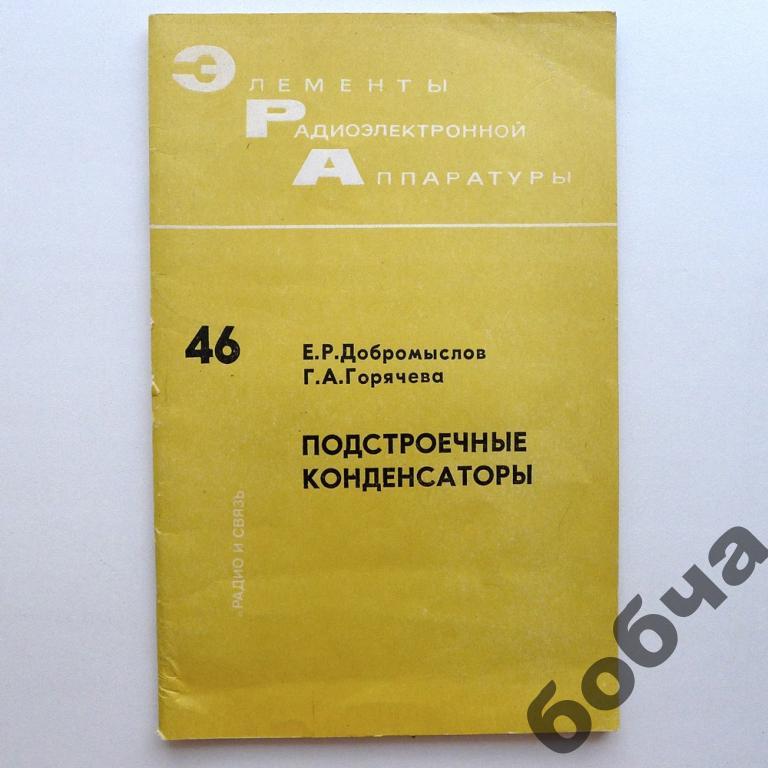 Элементы
Радиоэлектронной
Аппаратуры
46
Е.Р.Добромыслов
Г.А.Горячева
ПОДСТРОЕЧНЫЕ
КОНДЕНСАТОРЫ
РАДИО И СВЯЗЬ
бобча